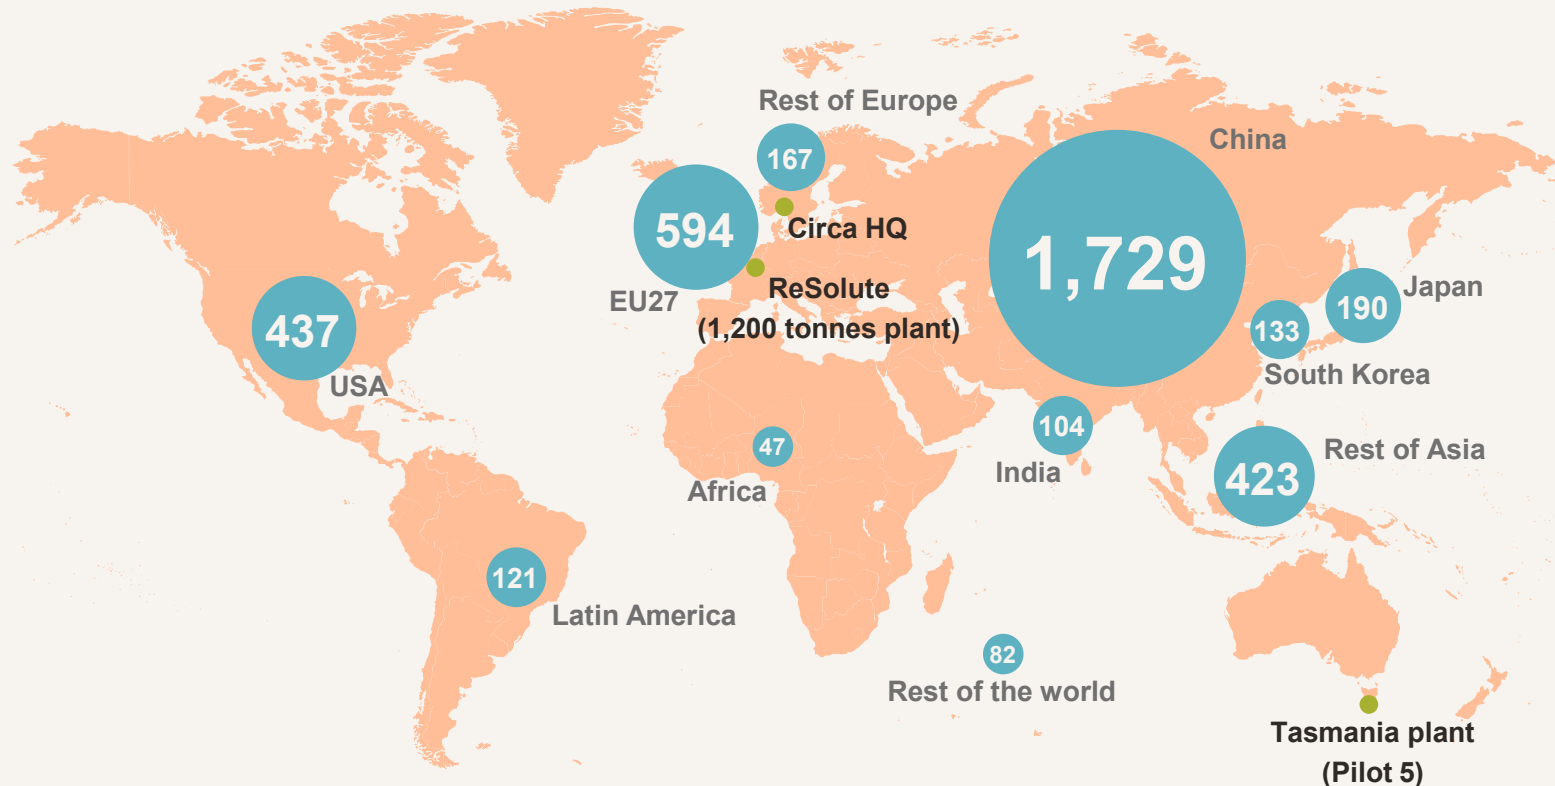 Rest of Europe
167
China
594
Circa HQ
1,729
EU27
ReSolute
(1,200 tonnes plant)
Japan
190
133
South Korea
437
USA
104
India
Rest of Asia
423
47
Africa
121
Latin America
82
Rest of the world
Tasmania plant
(Pilot 5)